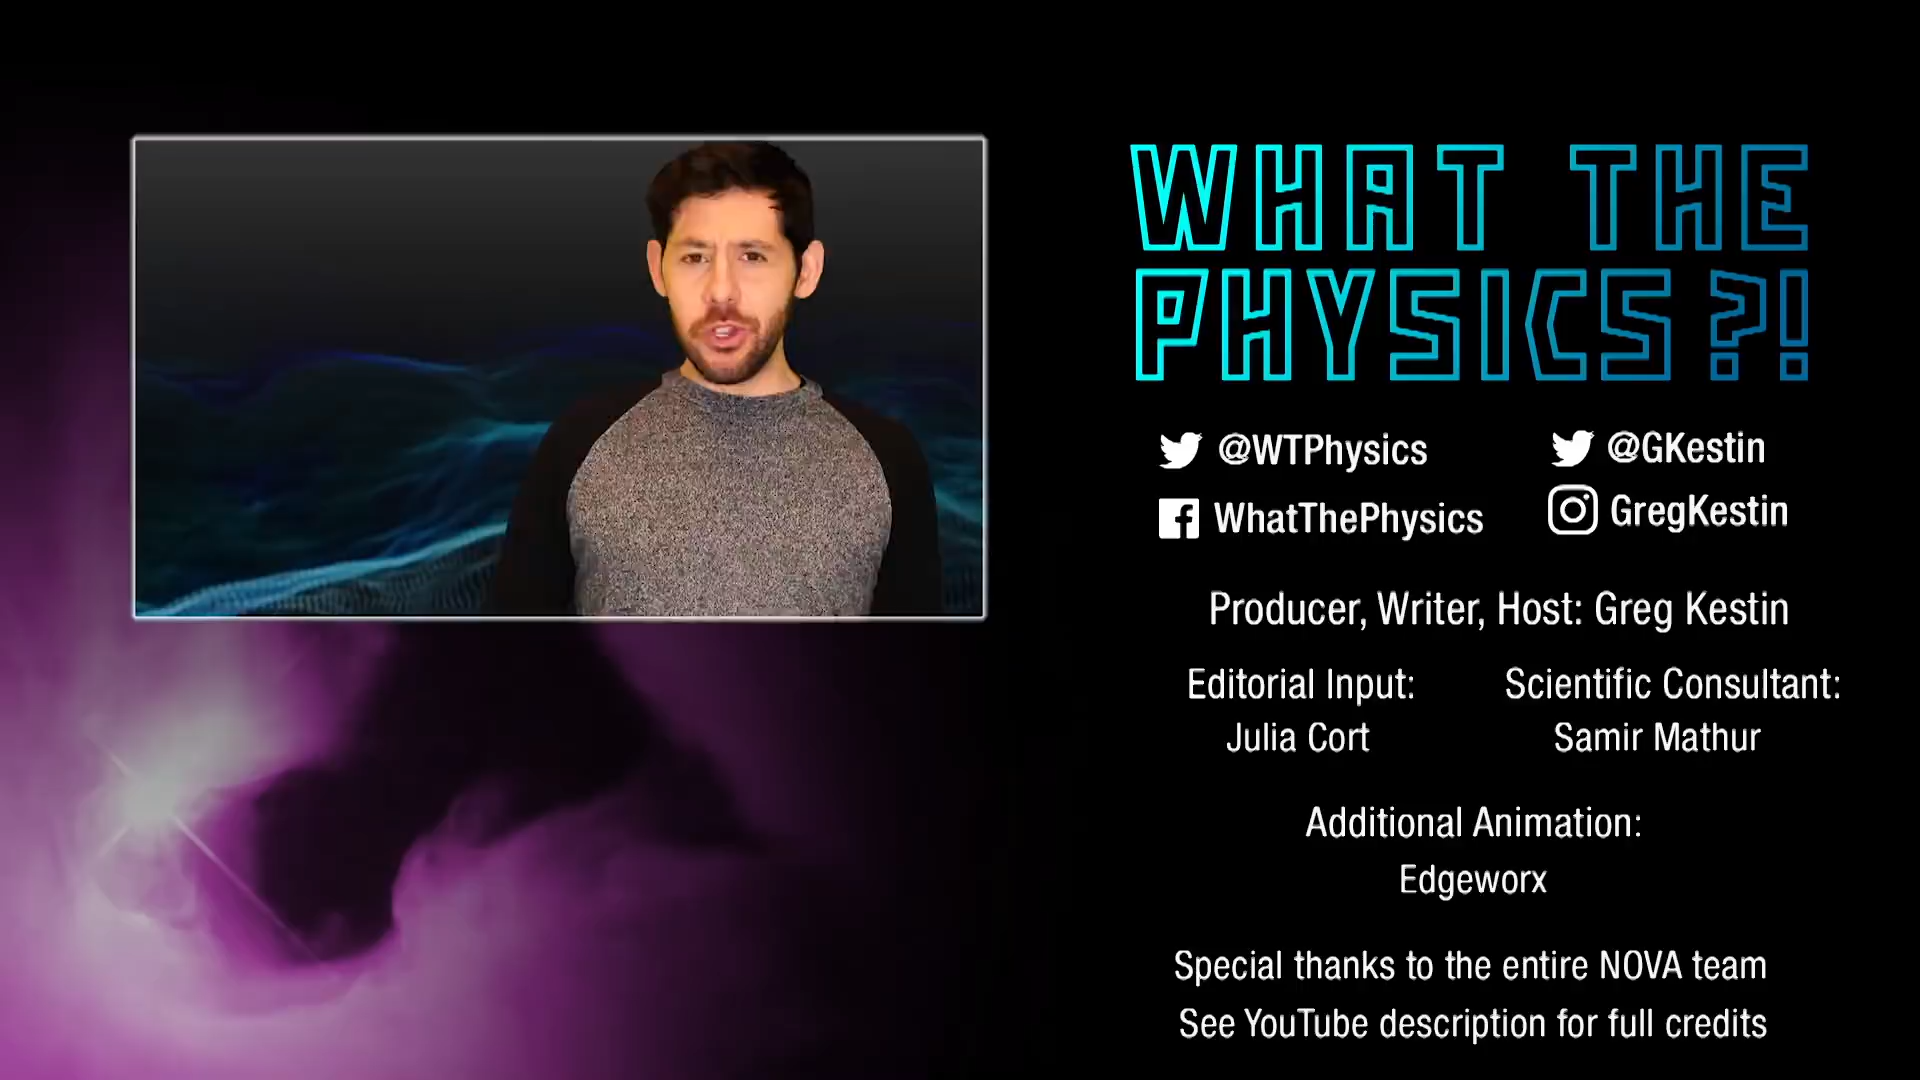 WHAT THE
PHYSICS?!
@WTPhysics
@GKestin
WhatThePhysics
GregKestin
Producer, Writer, Host: Greg Kestin
Editorial Input:
Julia Cort
Scientific Consultant:
Samir Mathur
Additional Animation:
Edgeworx
Special thanks to the entire NOVA team
See YouTube description for full credits